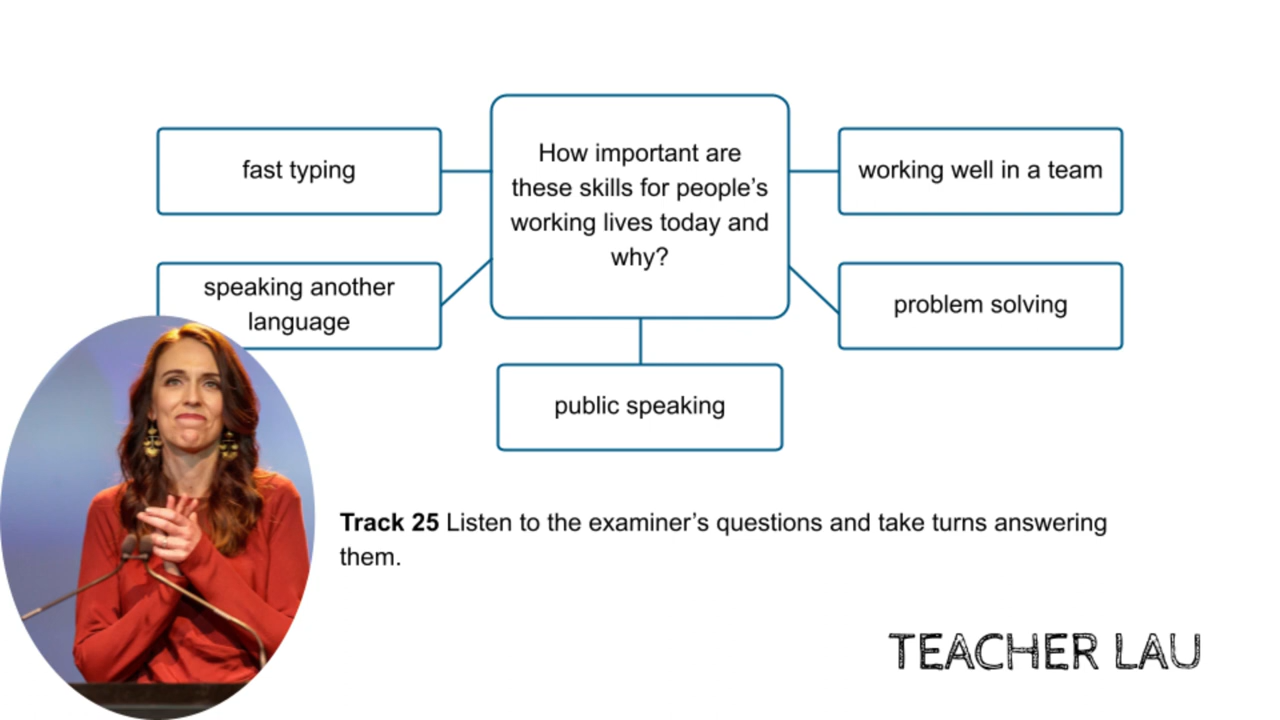 How important are
these skills for people's
working lives today and
why?
fast typing
working well in a team
speaking another
language
problem solving
public speaking
Track 25 Listen to the examiner's questions and take turns answering
them.
TEACHER LAU